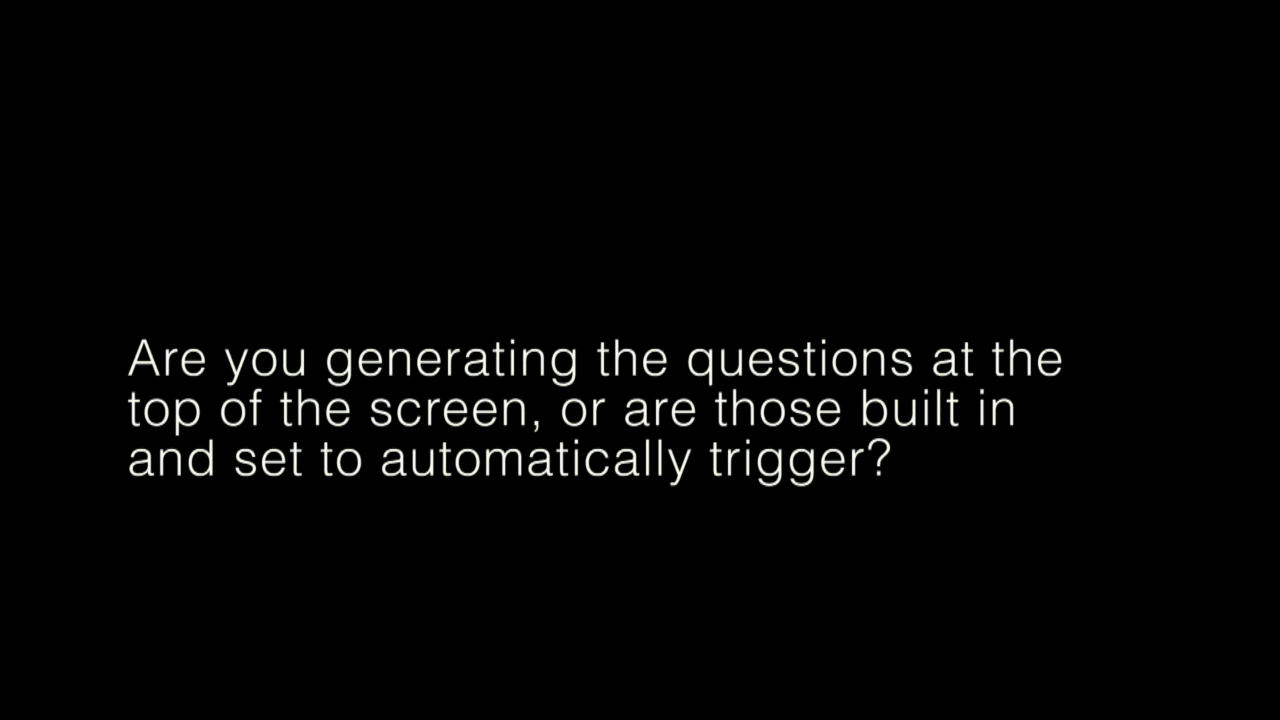 Are you generating the questions at the
top of the screen, or are those built in
and set to automatically trigger?